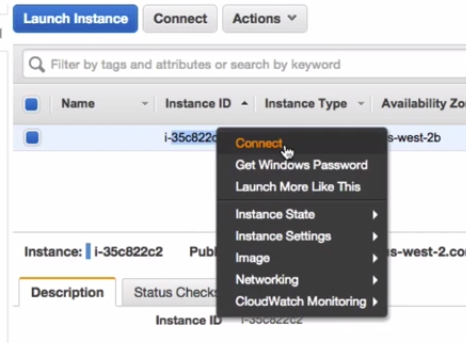 Launch Instance Connect Actions
Filter by tags and attributes or search by keyword
Name Instance ID Instance Type Availability Zo
i-35c822c s-west-2b
Connect
Get Windows Password
Launch More Like This
Instance State
Instance Settings
Image
Networking
CloudWatch Monitoring
Instance: i-35c822c2 Publ s-west-2.co
Description Status Checks
Instance ID i-35c822c2